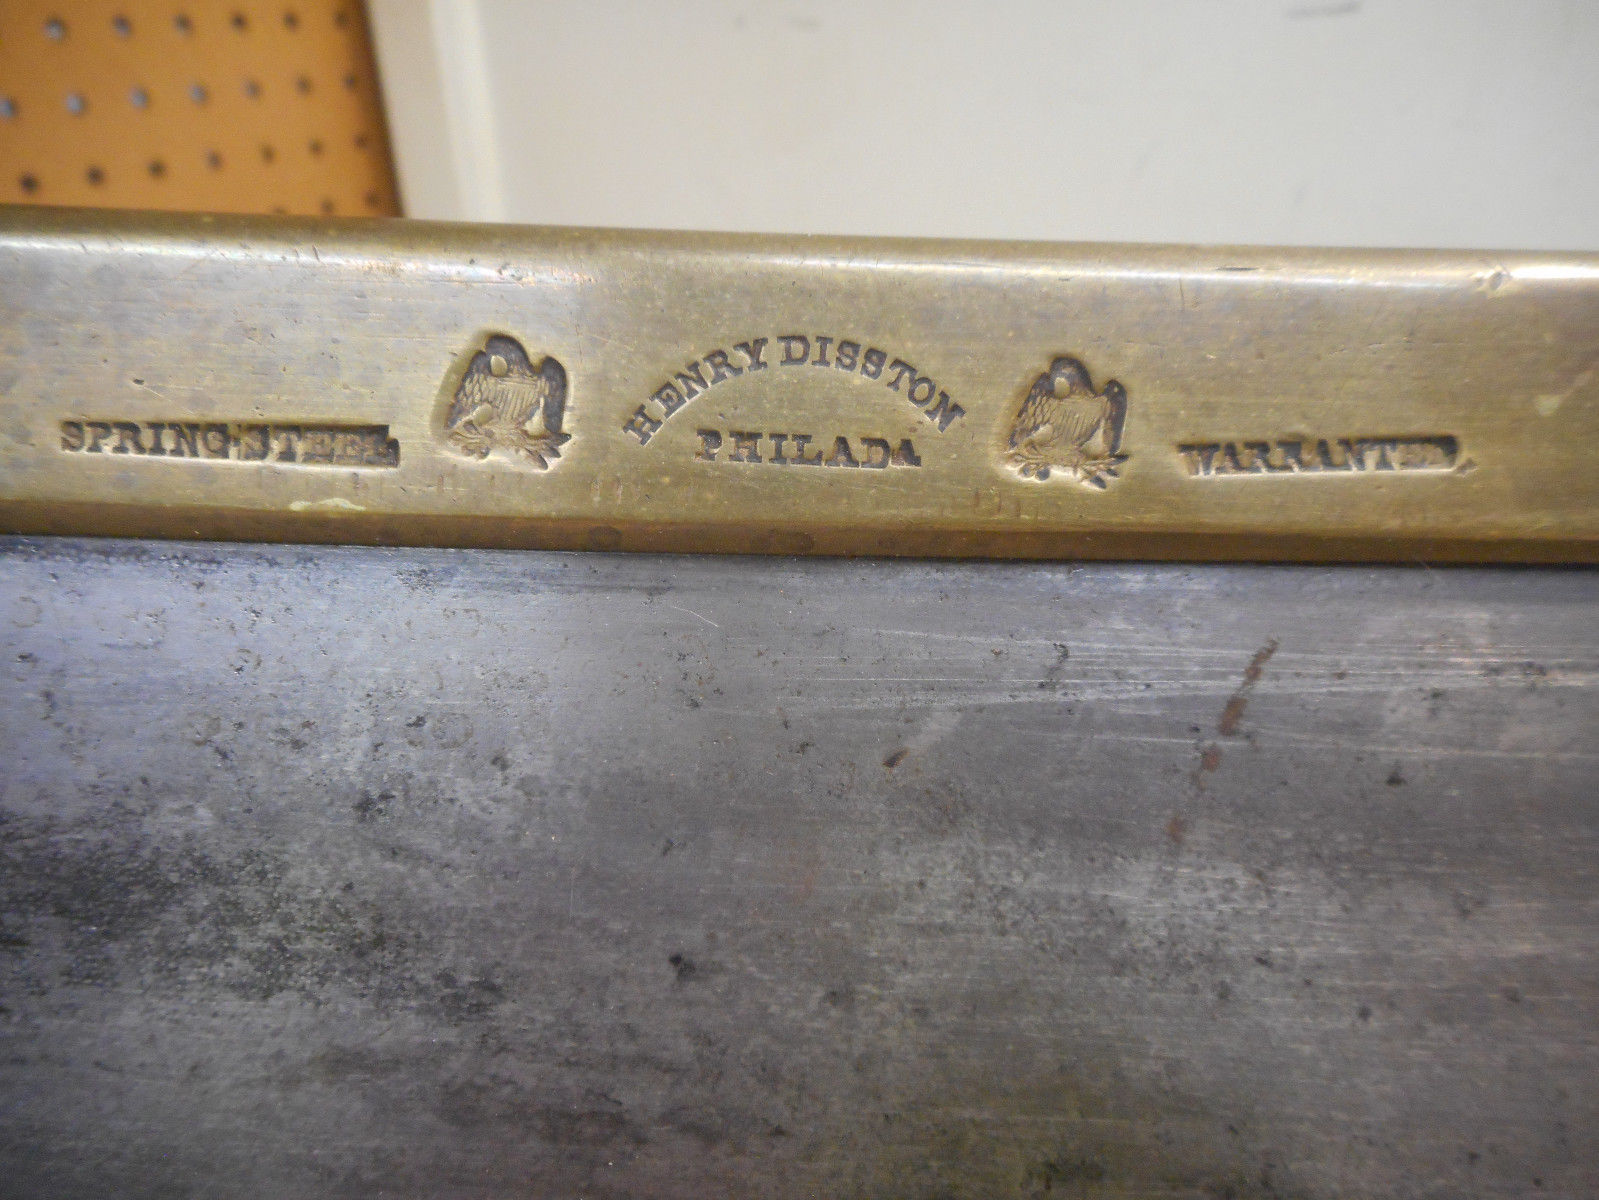 HENRY DISSTON
SPRING STEEL PHILADA WARRANTED